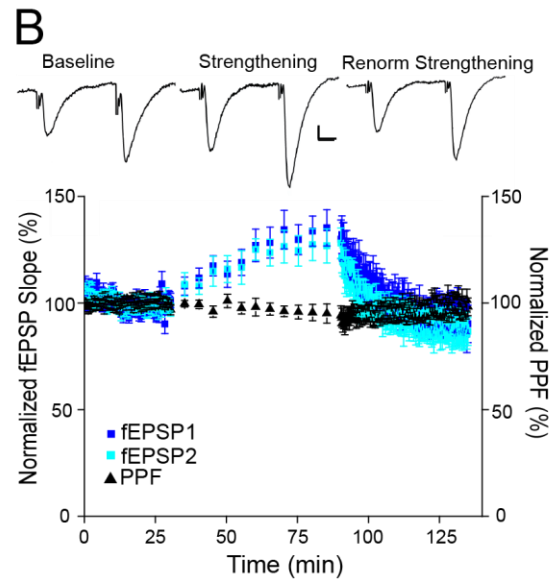 B
Baseline
Strengthening
Renorm Strengthening
Normalized fEPSP Slope (%)
150
100
50
0
fEPSP1
fEPSP2
PPF
0
25
50
75
100
125
Time (min)
150
100
50
0
Normalized PPF (%)